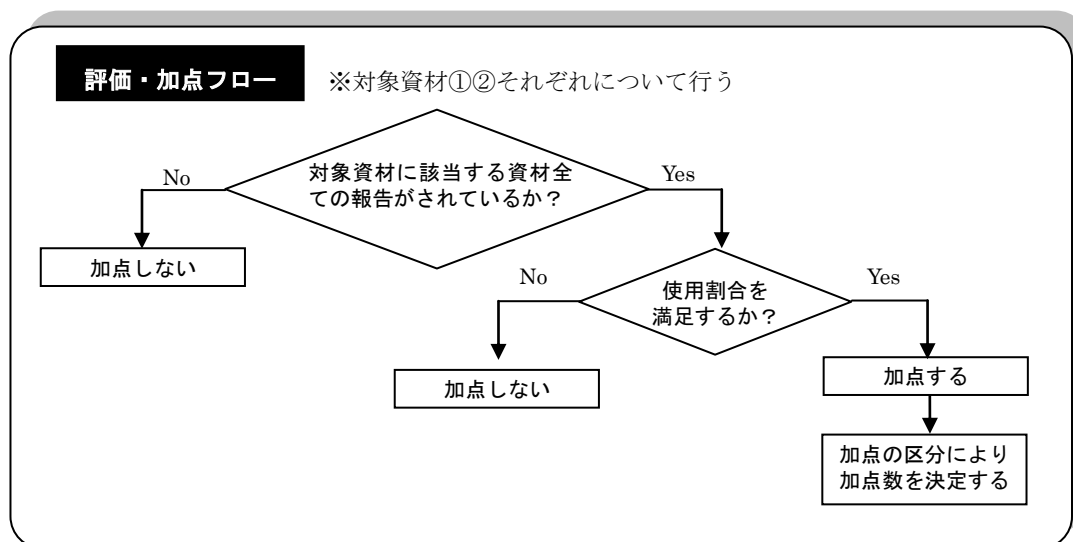 評価・加点フロー
※対象資材①②それぞれについて行う
対象資材に該当する資材全
ての報告がされているか？
No
Yes
加点しない
使用割合を
満足するか？
No
Yes
加点しない
加点する
加点の区分により
加点数を決定する